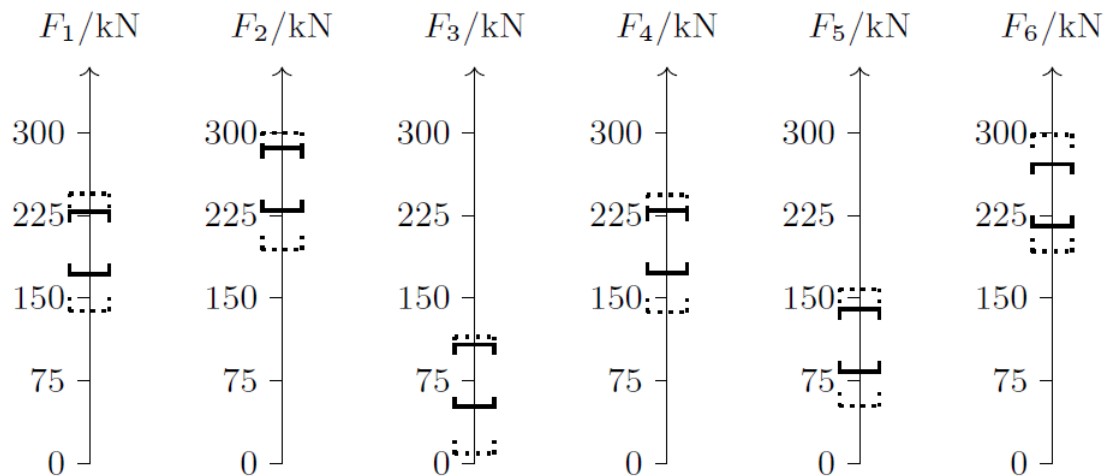 F₁/kN F₂/kN F₃/kN F₄/kN F₅/kN F₆/kN
300 300 300 300 300 300
225 225 225 225 225 225
150 150 150 150 150 150
75 75 75 75 75 75
0 0 0 0 0 0